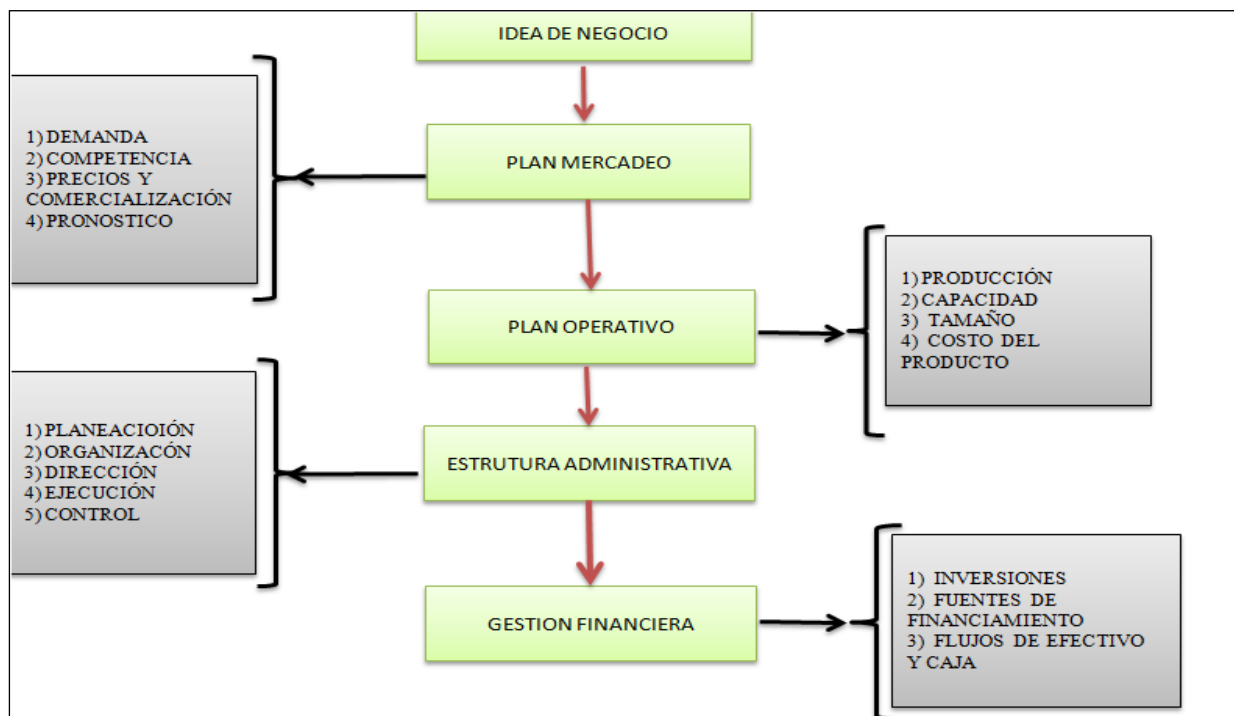 IDEA DE NEGOCIO
1) DEMANDA
2) COMPETENCIA
3) PRECIOS Y
COMERCIALIZACIÓN
4) PRONOSTICO
PLAN MERCADEO
PLAN OPERATIVO
1) PRODUCCIÓN
2) CAPACIDAD
3) TAMAÑO
4) COSTO DEL
PRODUCTO
1) PLANEACIOIÓN
2) ORGANIZACÓN
3) DIRECCIÓN
4) EJECUCIÓN
5) CONTROL
ESTRUTURA ADMINISTRATIVA
GESTION FINANCIERA
1) INVERSIONES
2) FUENTES DE
FINANCIAMIENTO
3) FLUJOS DE EFECTIVO
Y CAJA